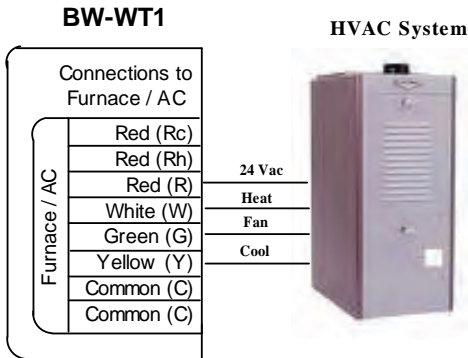 BW-WT1
HVAC System
Connections to
Furnace / AC
Furnace / AC
Red (Rc)
Red (Rh)
Red (R)
White (W)
Green (G)
Yellow (Y)
Common (C)
Common (C)
24 Vac
Heat
Fan
Cool